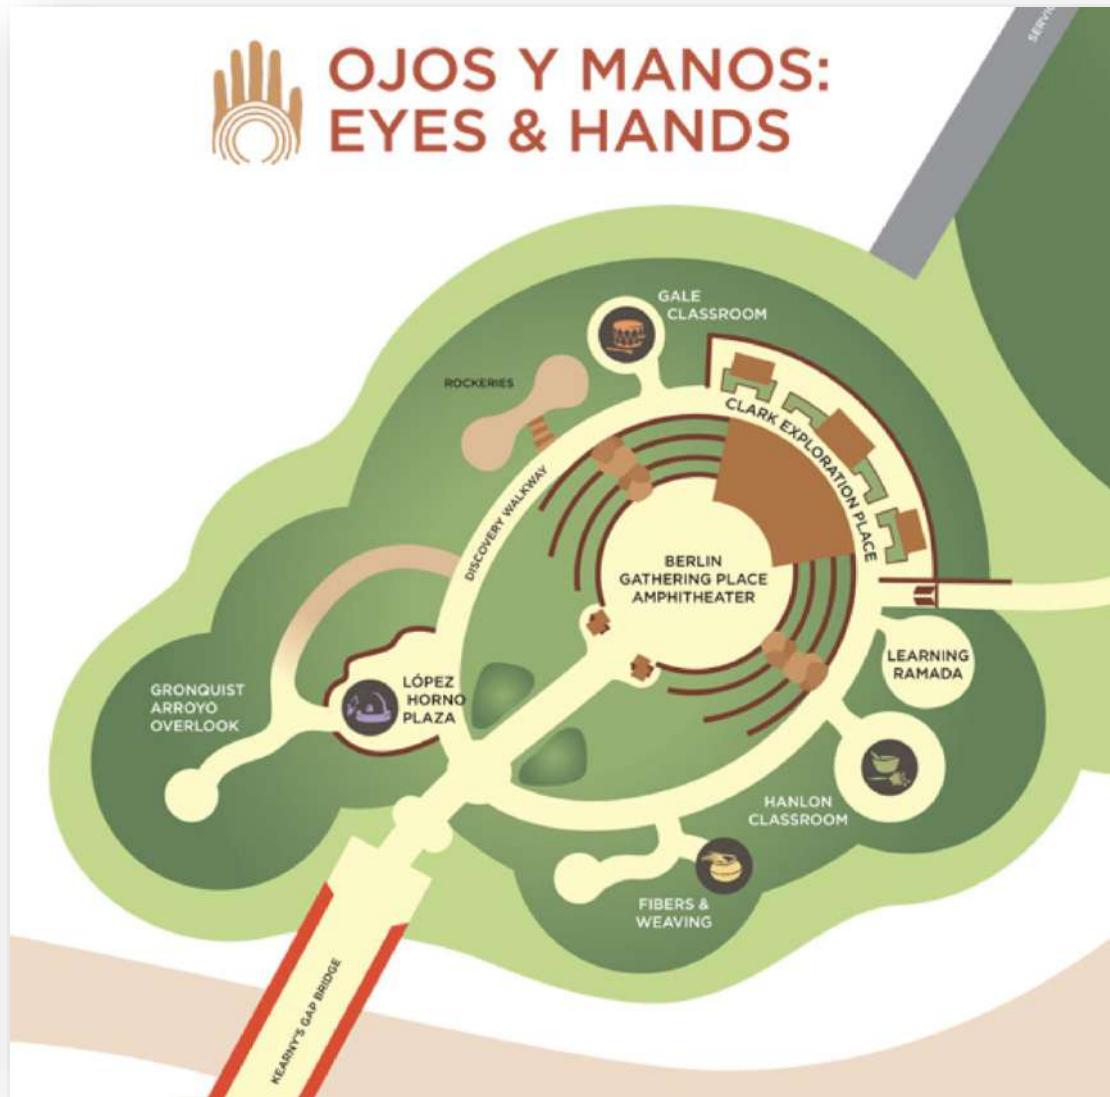 OJOS Y MANOS:
EYES & HANDS
GALE
CLASSROOM
ROCKERIES
CLARK EXPLORATION PLACE
DISCOVERY WALKWAY
BERLIN
GATHERING PLACE
AMPHITHEATER
LEARNING
RAMADA
GRONQUIST
ARROYO
OVERLOOK
LÓPEZ
HORNO
PLAZA
HANLON
CLASSROOM
FIBERS &
WEAVING
KEARNY'S GAP BRIDGE